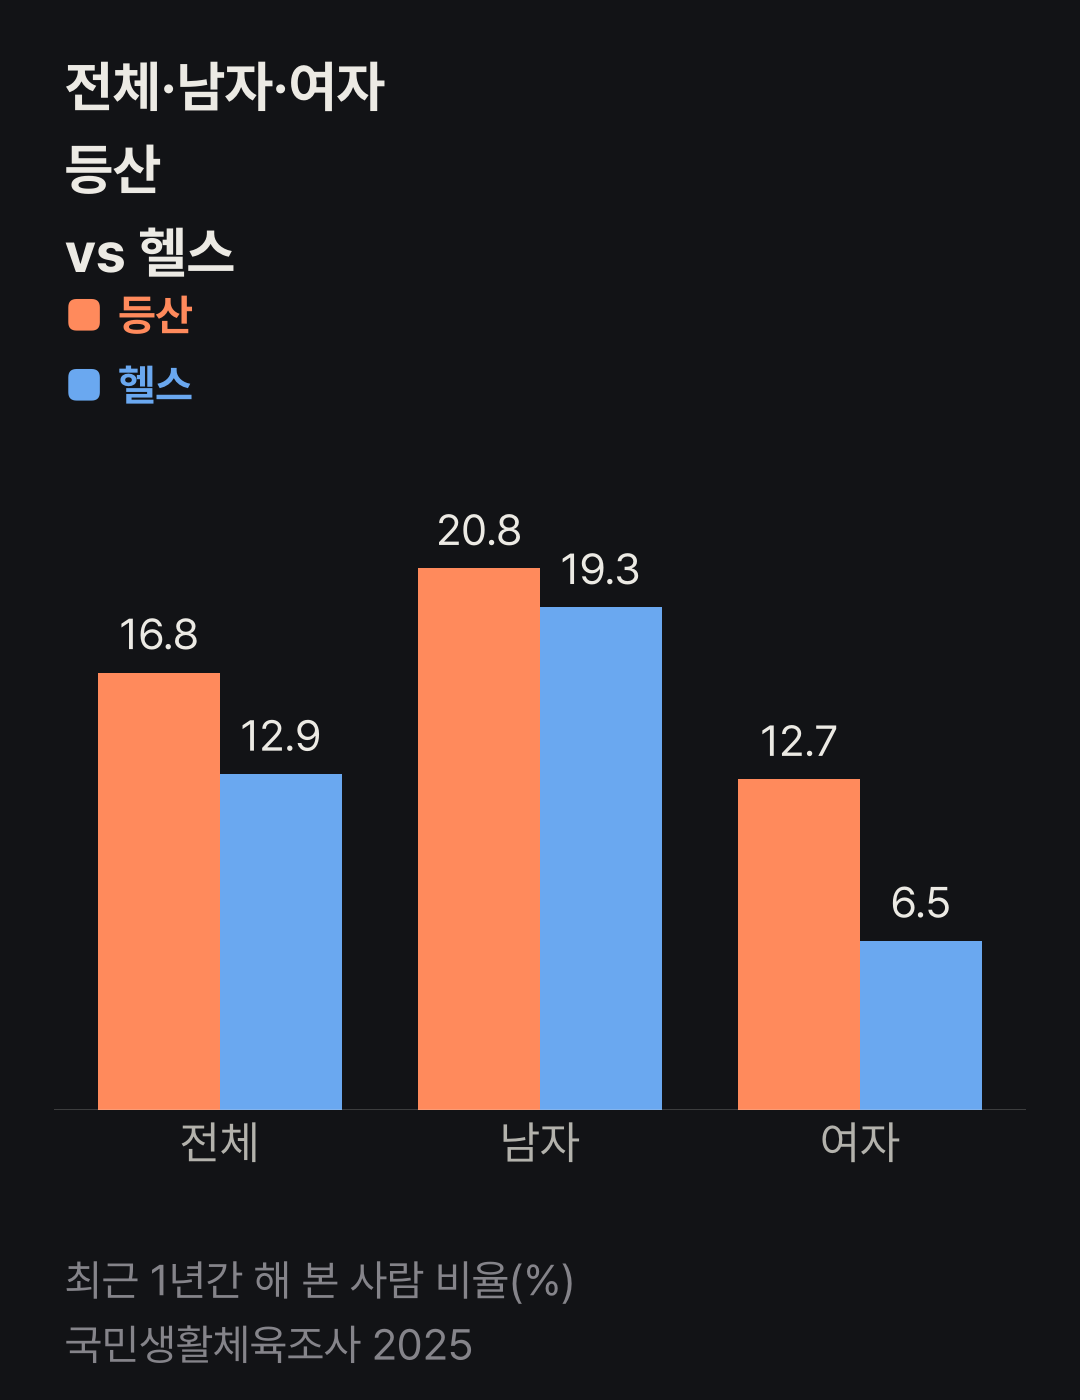 전체·남자·여자
등산
vs 헬스
등산
헬스
20.8
19.3
16.8
12.9
12.7
6.5
전체
남자
여자
최근 1년간 해 본 사람 비율(%)
국민생활체육조사 2025